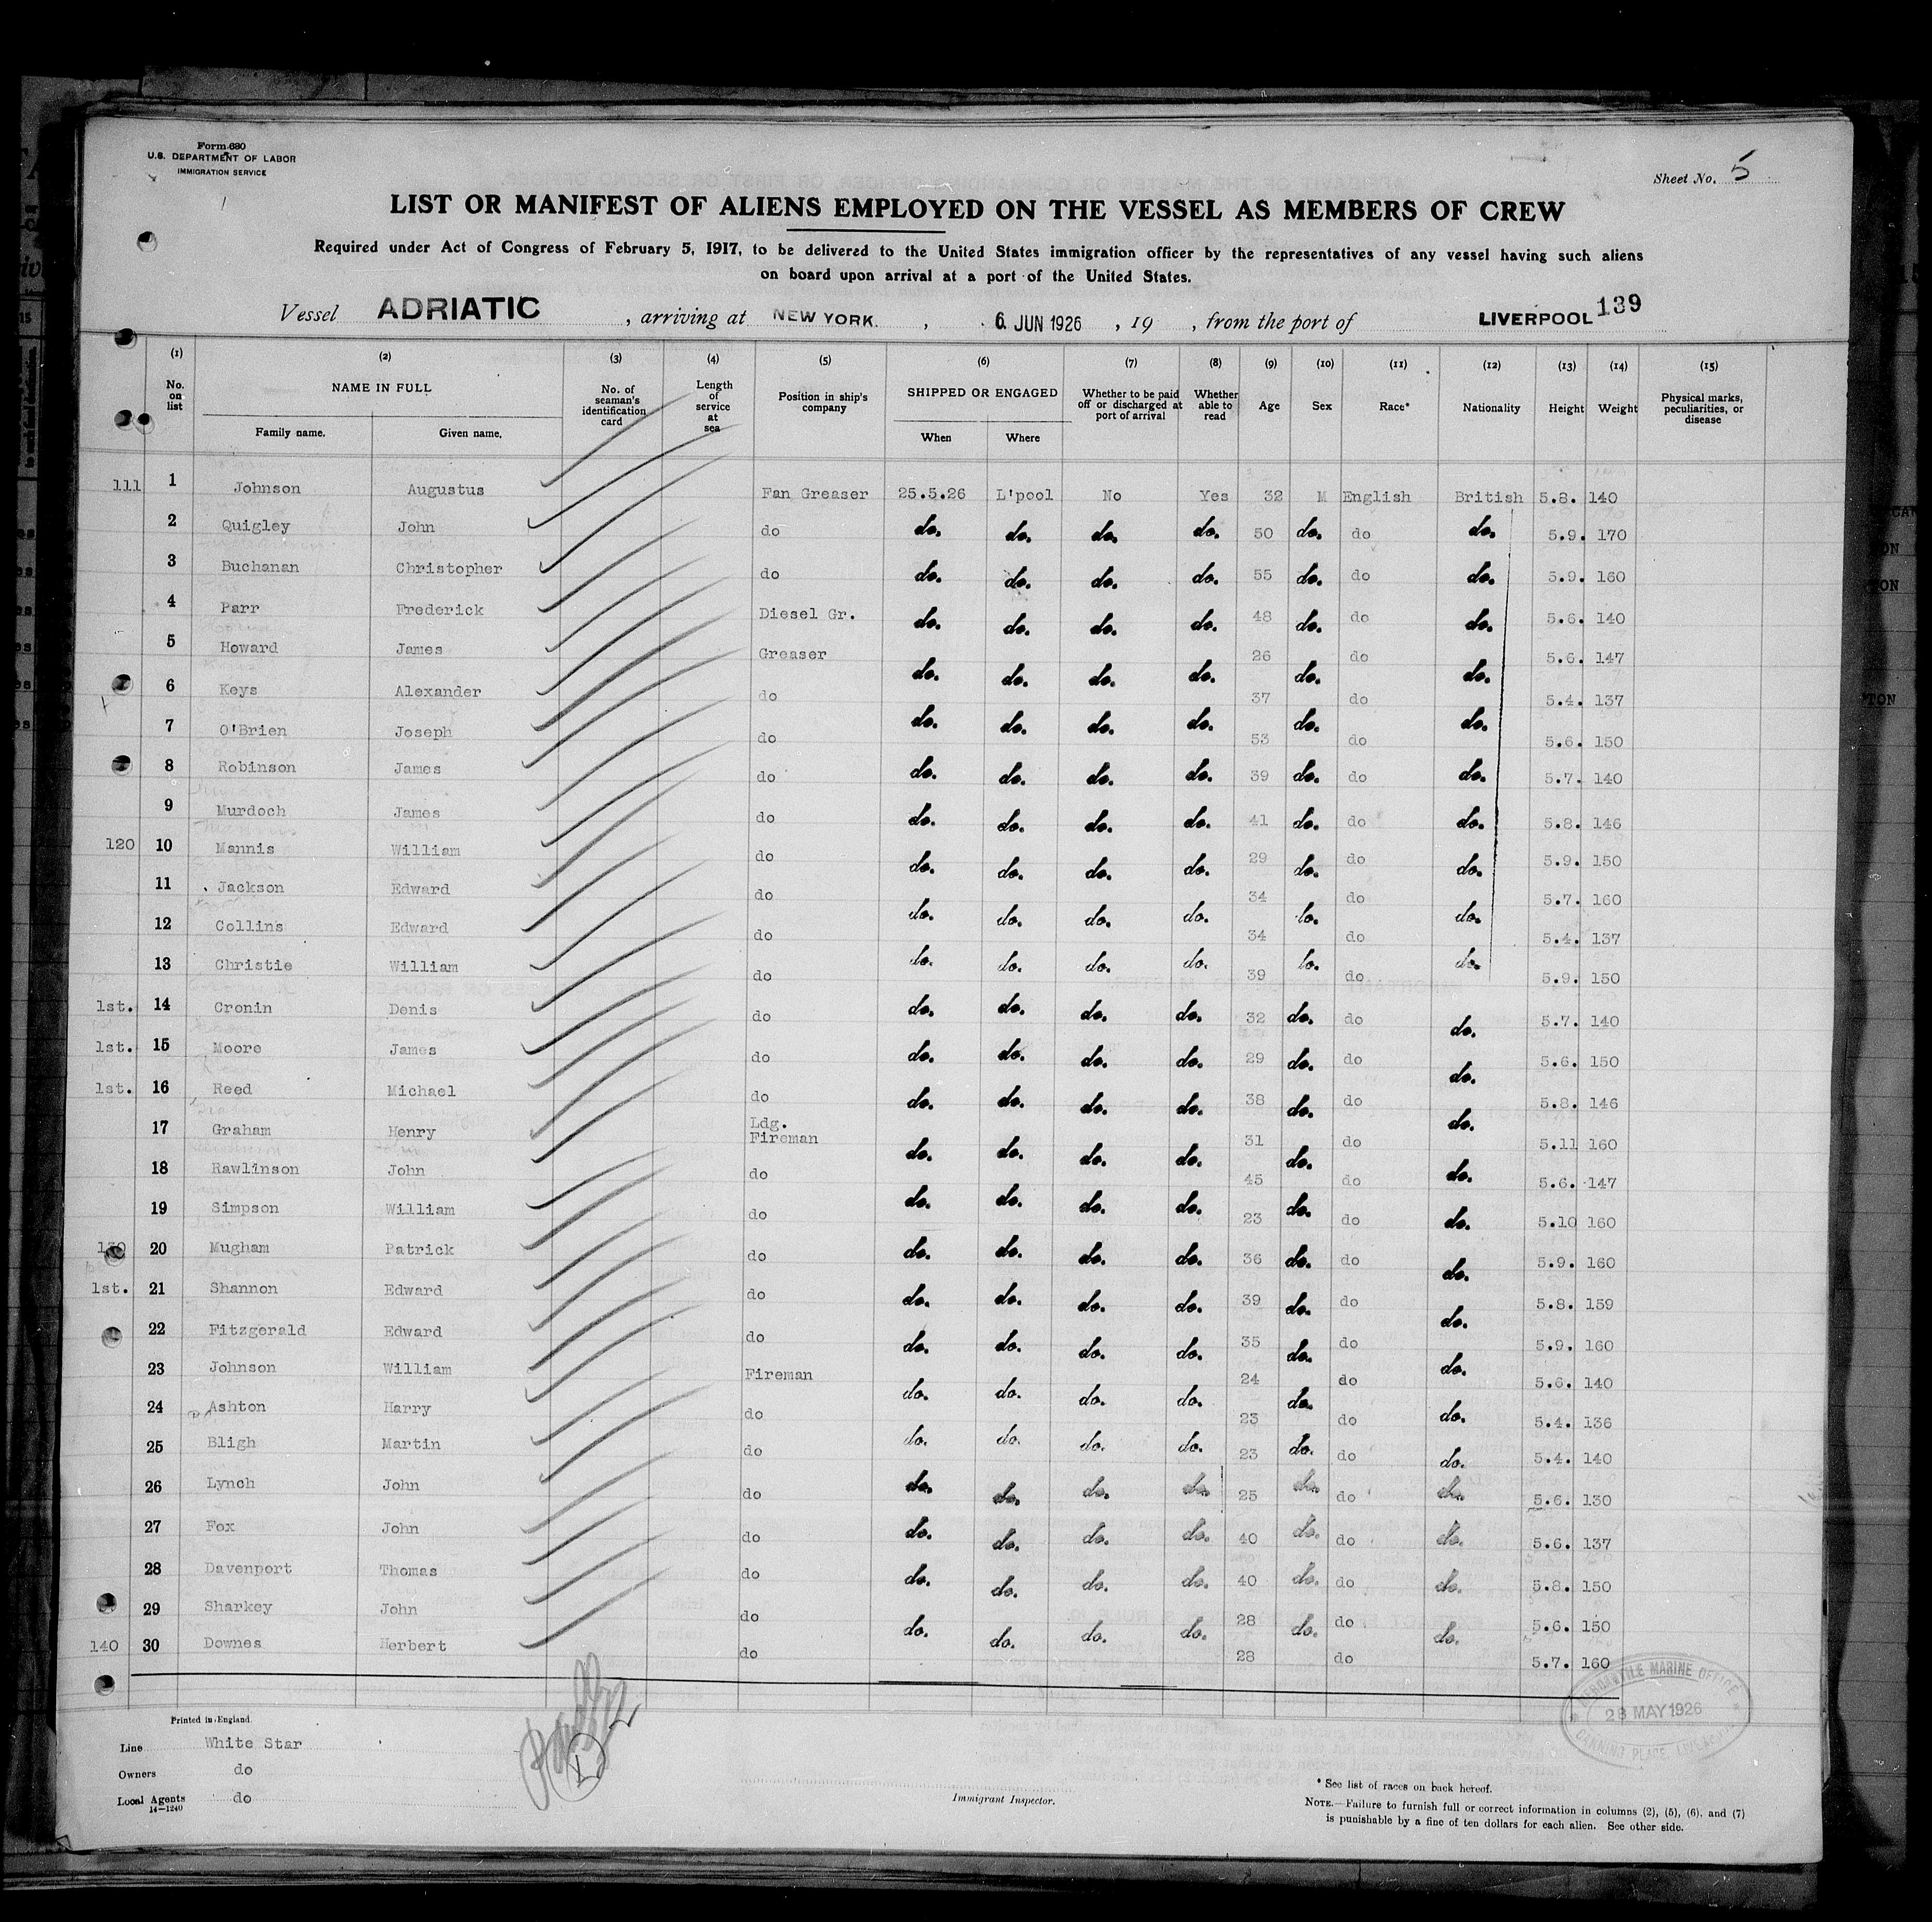 Form 680
U.S. DEPARTMENT OF LABOR
IMMIGRATION SERVICE
Sheet No. 5
LIST OR MANIFEST OF ALIENS EMPLOYED ON THE VESSEL AS MEMBERS OF CREW
Required under Act of Congress of February 5, 1917, to be delivered to the United States immigration officer by the representatives of any vessel having such aliens
on board upon arrival at a port of the United States.
Vessel ADRIATIC, arriving at NEW YORK, 6 JUN 1926, 19 , from the port of LIVERPOOL 139
(1) (2) (3) (4) (5) (6) (7) (8) (9) (10) (11) (12) (13) (14) (15)
No. on list NAME IN FULL Family name. Given name. No. of seaman's identification card Length of service at sea Position in ship's company SHIPPED OR ENGAGED When Where Whether to be paid off or discharged at port of arrival Whether able to read Age Sex Race* Nationality Height Weight Physical marks, peculiarities, or disease
111 1 Johnson Augustus Fan Greaser 25.5.26 L'pool No Yes 32 M English British 5.8. 140
2 Quigley John do do. do. do. do. 50 do. do do. 5.9. 170
3 Buchanan Christopher do do. do. do. do. 55 do. do do. 5.9. 160
4 Parr Frederick Diesel Gr. do. do. do. do. 48 do. do do. 5.6. 140
5 Howard James Greaser do. do. do. do. 26 do. do do. 5.6. 147
6 Keys Alexander do do. do. do. do. 37 do. do do. 5.4. 137
7 O'Brien Joseph do do. do. do. do. 53 do. do do. 5.6. 150
8 Robinson James do do. do. do. do. 39 do. do do. 5.7. 140
9 Murdoch James do do. do. do. do. 41 do. do do. 5.8. 146
120 10 Mannis William do do. do. do. do. 29 do. do do. 5.9. 150
11 Jackson Edward do do. do. do. do. 34 do. do do. 5.7. 160
12 Collins Edward do do. do. do. do. 34 do. do do. 5.4. 137
13 Christie William do 39 do 5.9. 150
1st. 14 Cronin Denis do do. do. do. do. 32 do. do do. 5.7. 140
1st. 15 Moore James do do. do. do. do. 29 do. do do. 5.6. 150
1st. 16 Reed Michael do do. do. do. do. 38 do. do do. 5.8. 146
17 Graham Henry Ldg. Fireman do. do. do. do. 31 do. do do. 5.11 160
18 Rawlinson John do do. do. do. do. 45 do. do do. 5.6. 147
19 Simpson William do do. do. do. do. 23 do. do do. 5.10 160
130 20 Mugham Patrick do do. do. do. do. 36 do. do do. 5.9. 160
1st. 21 Shannon Edward do do. do. do. do. 39 do. do do. 5.8. 159
22 Fitzgerald Edward do do. do. do. do. 35 do. do do. 5.9. 160
23 Johnson William Fireman do. do. do. do. 24 do. do do. 5.6. 140
24 Ashton Harry do do. do. do. do. 23 do. do do. 5.4. 136
25 Bligh Martin do do. do. do. do. 23 do. do do. 5.4. 140
26 Lynch John do do. do. do. do. 25 do. do do. 5.6. 130
27 Fox John do do. do. do. do. 40 do. do do. 5.6. 137
28 Davenport Thomas do do. do. do. do. 40 do. do do. 5.8. 150
29 Sharkey John do do. do. do. do. 28 do. do do. 5.6. 150
140 30 Downes Herbert do 28 do 5.7. 160
MERCANTILE MARINE OFFICE
28 MAY 1926
CANNING PLACE, LIVERPOOL
Printed in England.
Line White Star
Owners do
Local Agents do
14—1240
Immigrant Inspector.
* See list of races on back hereof.
NOTE.—Failure to furnish full or correct information in columns (2), (5), (6), and (7)
is punishable by a fine of ten dollars for each alien. See other side.